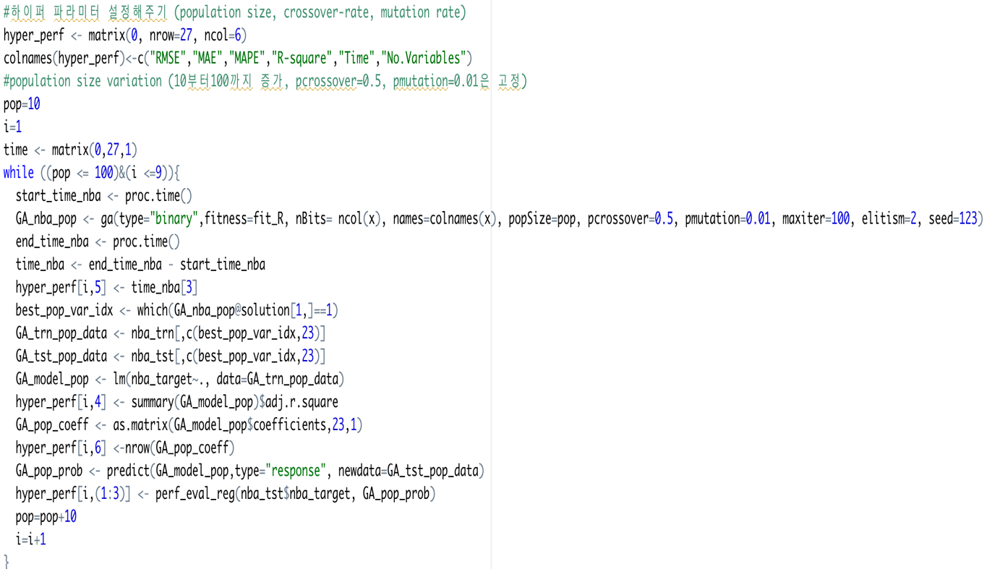 #하이퍼 파라미터 설정해주기 (population size, crossover-rate, mutation rate)
hyper_perf <- matrix(0, nrow=27, ncol=6)
colnames(hyper_perf)<-c("RMSE","MAE","MAPE","R-square","Time","No.Variables")
#population size variation (10부터100까지 증가, pcrossover=0.5, pmutation=0.01은 고정)
pop=10
i=1
time <- matrix(0,27,1)
while ((pop <= 100)&(i <=9)){
  start_time_nba <- proc.time()
  GA_nba_pop <- ga(type="binary",fitness=fit_R, nBits= ncol(x), names=colnames(x), popSize=pop, pcrossover=0.5, pmutation=0.01, maxiter=100, elitism=2, seed=123)
  end_time_nba <- proc.time()
  time_nba <- end_time_nba - start_time_nba
  hyper_perf[i,5] <- time_nba[3]
  best_pop_var_idx <- which(GA_nba_pop@solution[1,]==1)
  GA_trn_pop_data <- nba_trn[,c(best_pop_var_idx,23)]
  GA_tst_pop_data <- nba_tst[,c(best_pop_var_idx,23)]
  GA_model_pop <- lm(nba_target~., data=GA_trn_pop_data)
  hyper_perf[i,4] <- summary(GA_model_pop)$adj.r.square
  GA_pop_coeff <- as.matrix(GA_model_pop$coefficients,23,1)
  hyper_perf[i,6] <-nrow(GA_pop_coeff)
  GA_pop_prob <- predict(GA_model_pop,type="response", newdata=GA_tst_pop_data)
  hyper_perf[i,(1:3)] <- perf_eval_reg(nba_tst$nba_target, GA_pop_prob)
  pop=pop+10
  i=i+1
}